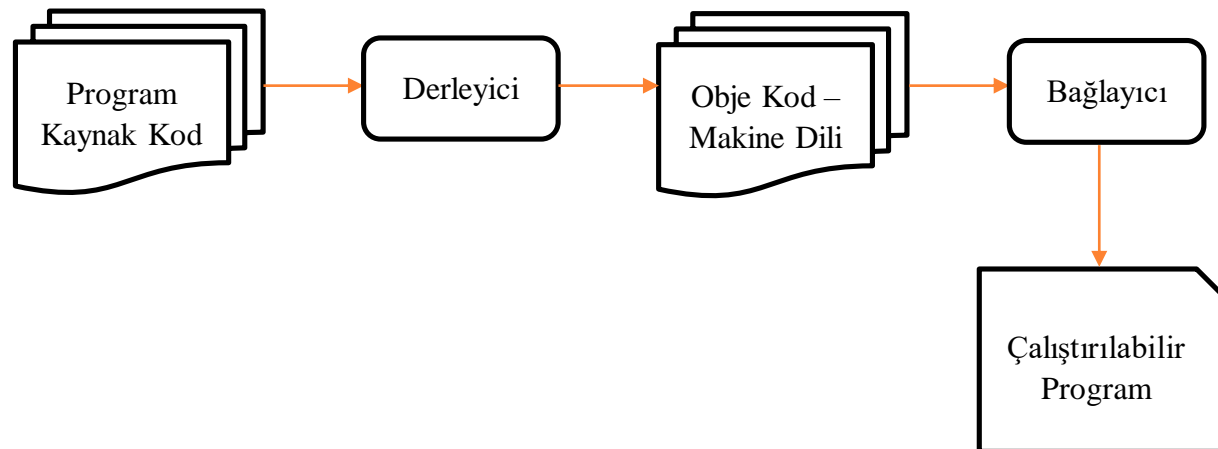 Program
Kaynak Kod
Derleyici
Obje Kod –
Makine Dili
Bağlayıcı
Çalıştırılabilir
Program